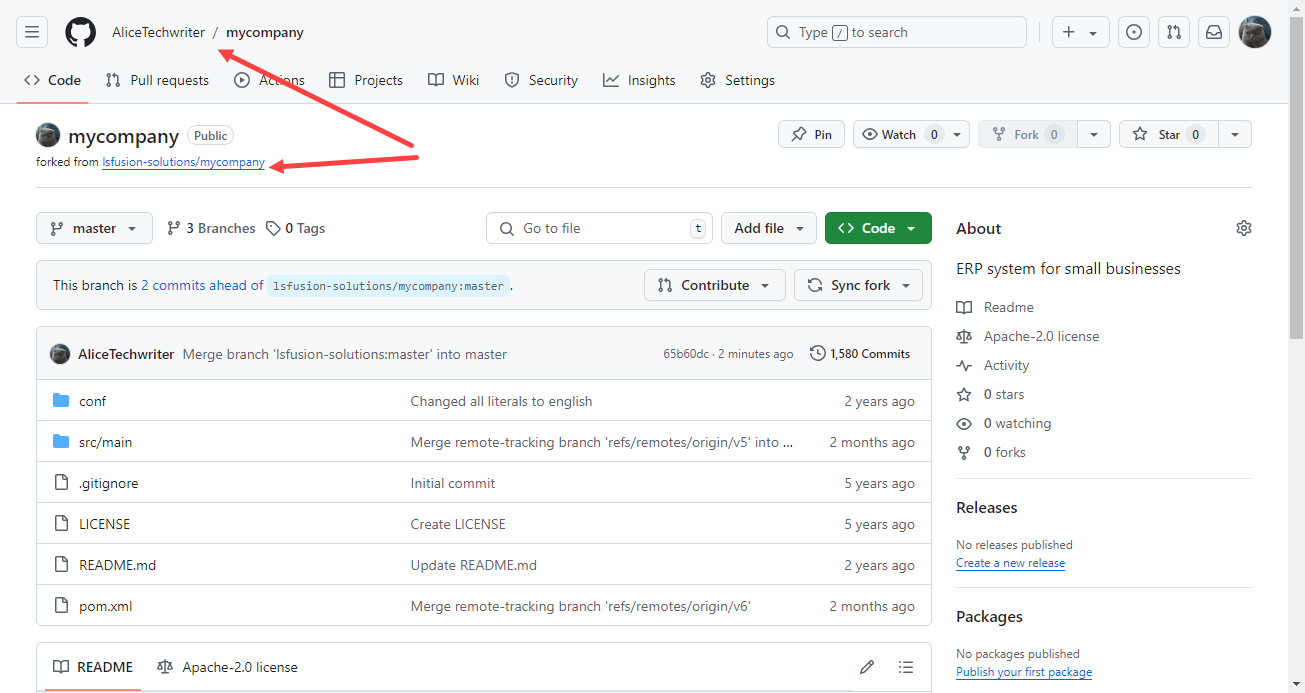 AliceTechwriter / mycompany
Type / to search
Code Pull requests Actions Projects Wiki Security Insights Settings
mycompany Public
Pin Watch 0 Fork 0 Star 0
forked from lsfusion-solutions/mycompany
master 3 Branches 0 Tags Go to file t Add file Code
This branch is 2 commits ahead of lsfusion-solutions/mycompany:master .
Contribute Sync fork
AliceTechwriter Merge branch 'lsfusion-solutions:master' into master 65b60dc · 2 minutes ago 1,580 Commits
conf Changed all literals to english 2 years ago
src/main Merge remote-tracking branch 'refs/remotes/origin/v5' into ... 2 months ago
.gitignore Initial commit 5 years ago
LICENSE Create LICENSE 5 years ago
README.md Update README.md 2 years ago
pom.xml Merge remote-tracking branch 'refs/remotes/origin/v6' 2 months ago
README Apache-2.0 license
About
ERP system for small businesses
Readme
Apache-2.0 license
Activity
0 stars
0 watching
0 forks
Releases
No releases published
Create a new release
Packages
No packages published
Publish your first package